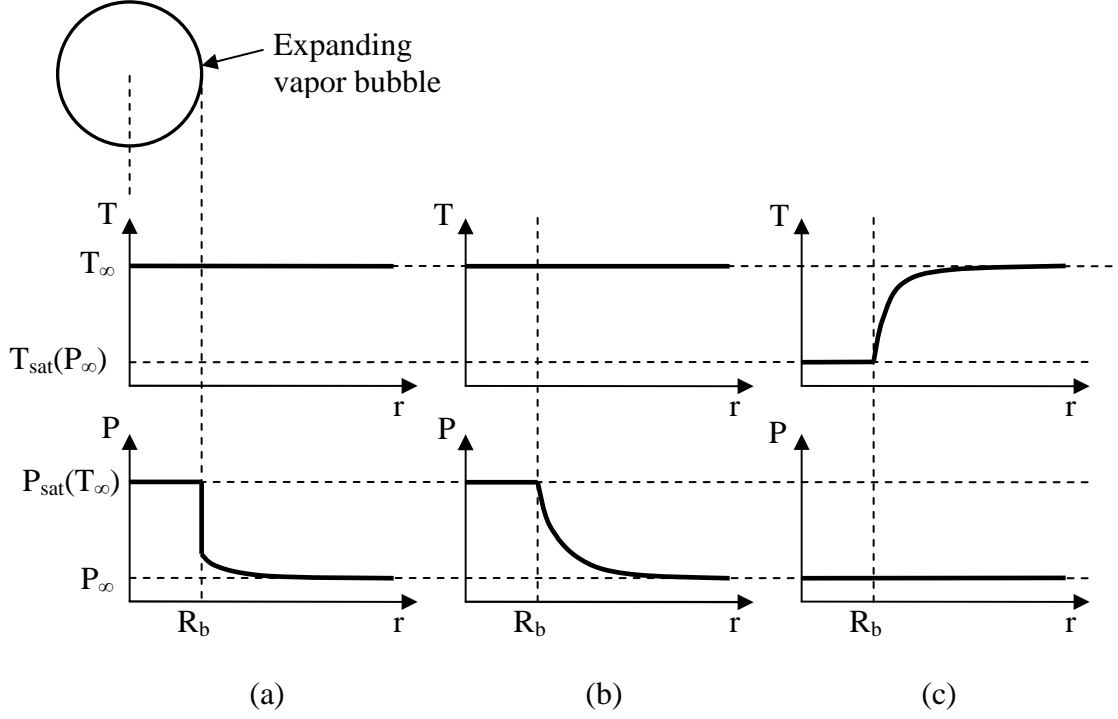 Expanding
vapor bubble
T T T
T∞
Tsat(P∞)
r r r
P P P
Psat(T∞)
P∞
Rb r Rb r Rb r
(a) (b) (c)